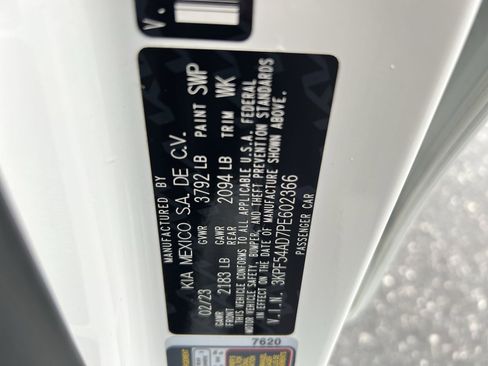 V.
MANUFACTURED BY
KIA MEXICO S.A. DE C.V.
02/23 GVWR 3792 LB PAINT SWP
GAWR FRONT 2183 LB GAWR REAR 2094 LB TRIM WK
THIS VEHICLE CONFORMS TO ALL APPLICABLE U.S.A. FEDERAL
MOTOR VEHICLE SAFETY, BUMPER, AND THEFT PREVENTION STANDARDS
IN EFFECT ON THE DATE OF MANUFACTURE SHOWN ABOVE.
V.I.N. 3KPF54AD7PE602366
PASSENGER CAR
7620